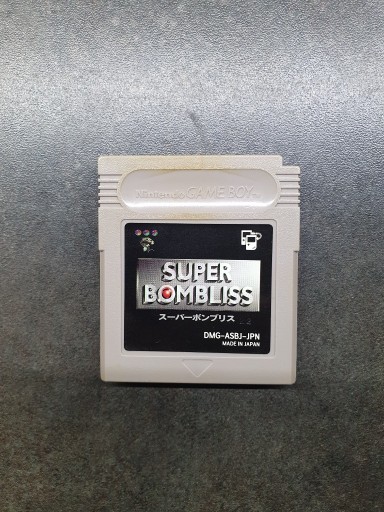 Nintendo GAME BOY
SUPER
BOMBLISS
スーパーボンブリス
DMG-ASBJ-JPN
MADE IN JAPAN